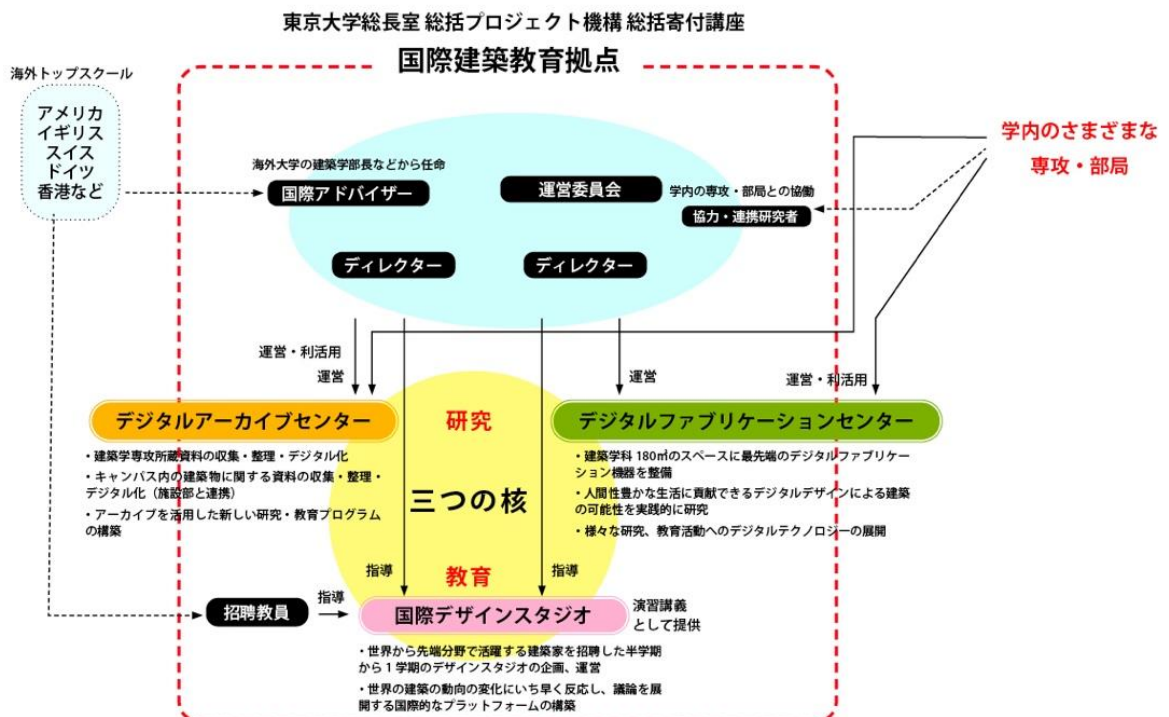 東京大学総長室 総括プロジェクト機構 総括寄付講座
国際建築教育拠点
海外トップスクール
アメリカ
イギリス
スイス
ドイツ
香港など
学内のさまざまな
専攻・部局
海外大学の建築学部長などから任命
国際アドバイザー
運営委員会
学内の専攻・部局との協働
協力・連携研究者
ディレクター
ディレクター
運営・利活用
運営
運営
運営・利活用
デジタルアーカイブセンター
研究
デジタルファブリケーションセンター
・建築学専攻所蔵資料の収集・整理・デジタル化
・キャンパス内の建築物に関する資料の収集・整理・
デジタル化（施設部と連携）
・アーカイブを活用した新しい研究・教育プログラム
の構築
三つの核
・建築学科 180㎡のスペースに最先端のデジタルファブリケー
ション機器を整備
・人間性豊かな生活に貢献できるデジタルデザインによる建築
の可能性を実践的に研究
・様々な研究、教育活動へのデジタルテクノロジーの展開
指導
教育
指導
招聘教員
指導
国際デザインスタジオ
演習講義
として提供
・世界から先端分野で活躍する建築家を招聘した半学期
から 1 学期のデザインスタジオの企画、運営
・世界の建築の動向の変化にいち早く反応し、議論を展
開する国際的なプラットフォームの構築